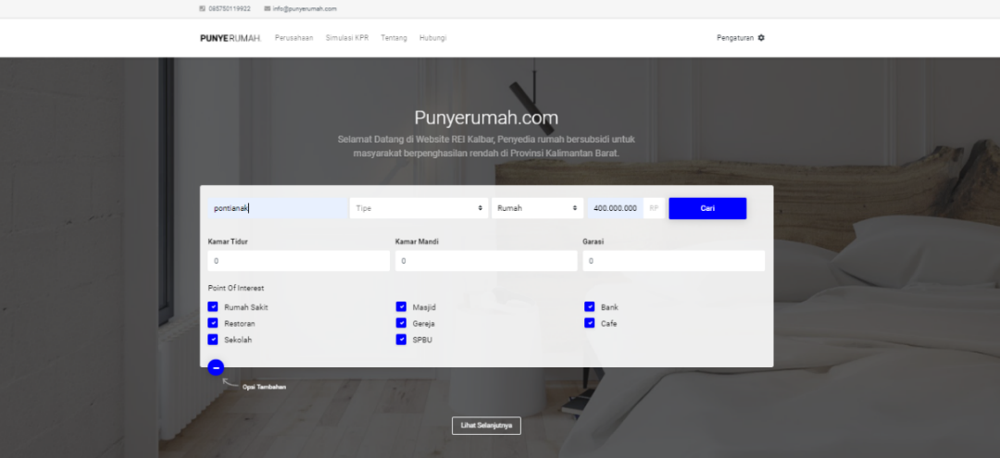 085750119922 info@punyerumah.com
PUNYERUMAH. Perusahaan Simulasi KPR Tentang Hubungi Pengaturan
Punyerumah.com
Selamat Datang di Website REI Kalbar, Penyedia rumah bersubsidi untuk
masyarakat berpenghasilan rendah di Provinsi Kalimantan Barat.
pontianak Tipe Rumah 400.000.000 RP Cari
Kamar Tidur Kamar Mandi Garasi
0 0 0
Point Of Interest
Rumah Sakit Masjid Bank
Restoran Gereja Cafe
Sekolah SPBU
Opsi Tambahan
Lihat Selanjutnya